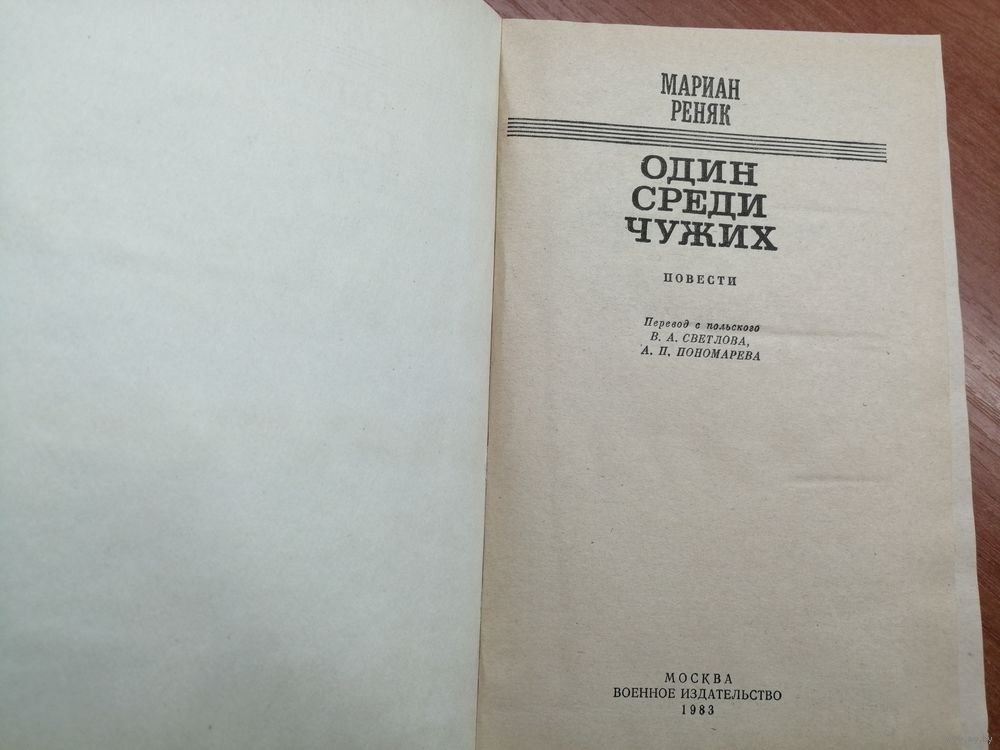 МАРИАН
РЕНЯК
ОДИН
СРЕДИ
ЧУЖИХ
ПОВЕСТИ
Перевод с польского
В. А. СВЕТЛОВА,
А. П. ПОНОМАРЕВА
МОСКВА
ВОЕННОЕ ИЗДАТЕЛЬСТВО
1983